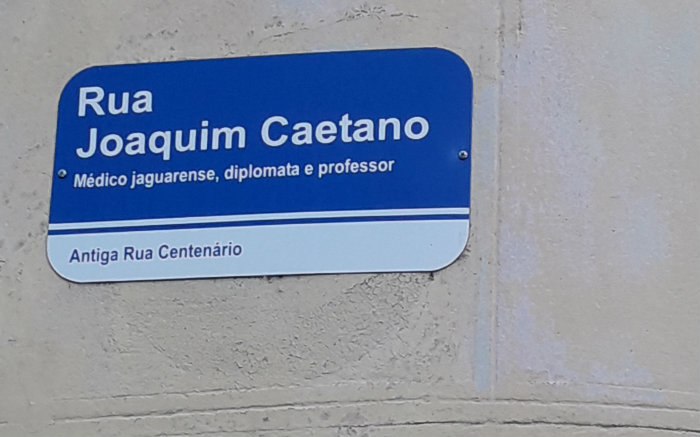 Rua
Joaquim Caetano
Médico jaguarense, diplomata e professor
Antiga Rua Centenário